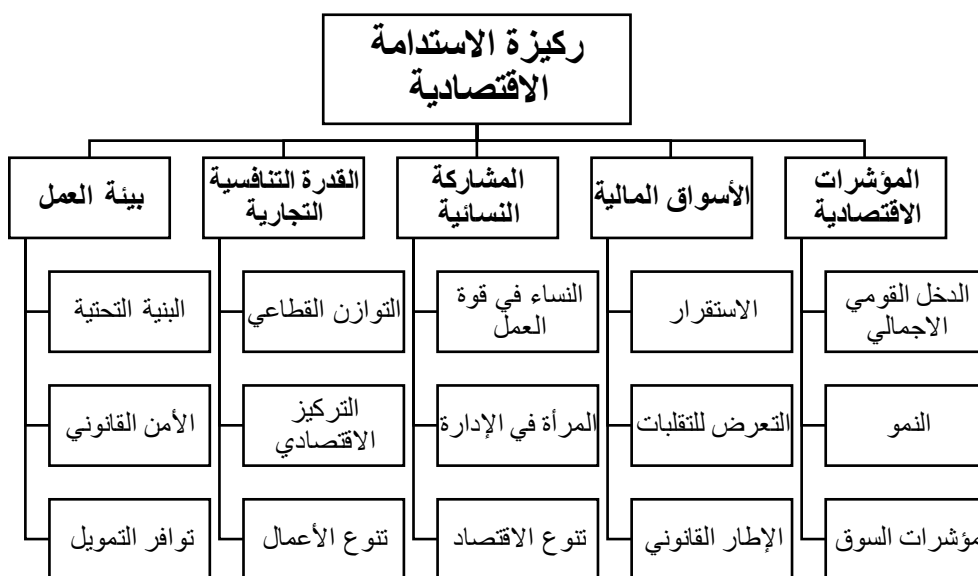 ركيزة الاستدامة
الاقتصادية
المؤشرات
الاقتصادية
الأسواق المالية
المشاركة
النسائية
القدرة التنافسية
التجارية
بيئة العمل
الدخل القومي
الاجمالي
الاستقرار
النساء في قوة
العمل
التوازن القطاعي
البنية التحتية
النمو
التعرض للتقلبات
المرأة في الإدارة
التركيز
الاقتصادي
الأمن القانوني
مؤشرات السوق
الإطار القانوني
تنوع الاقتصاد
تنوع الأعمال
توافر التمويل